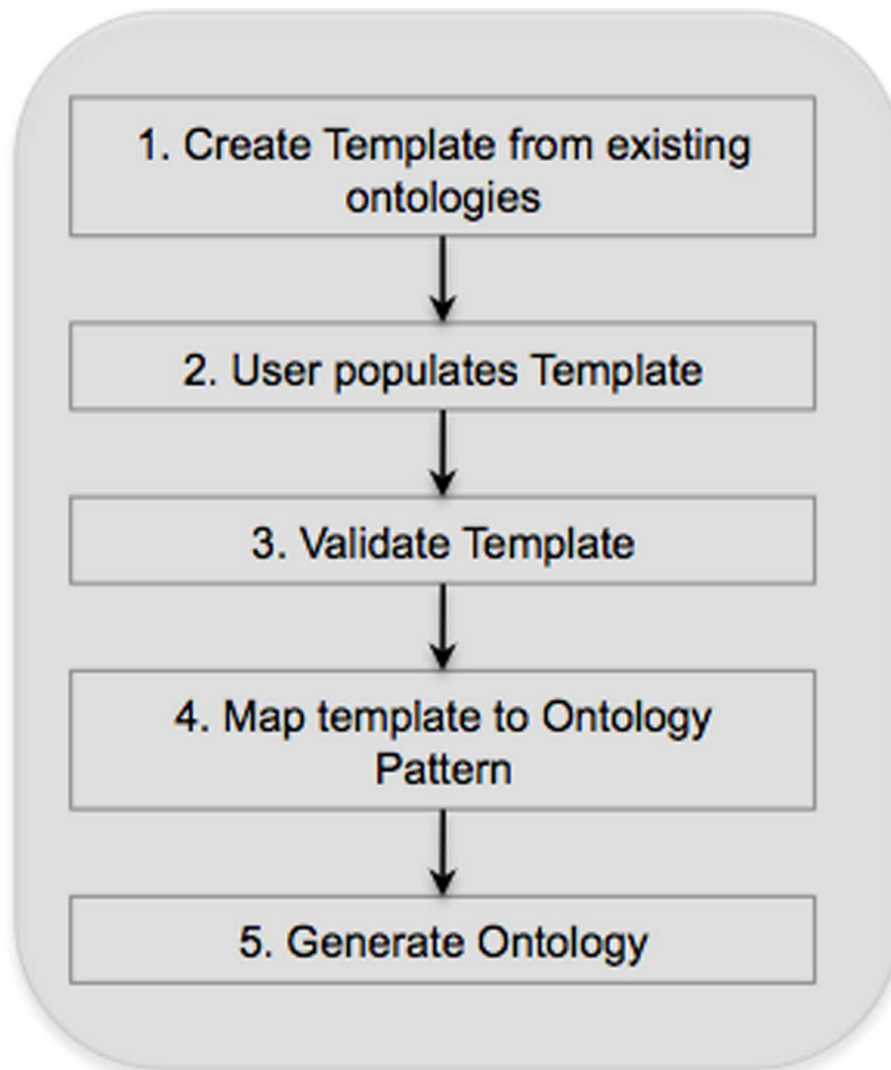 1. Create Template from existing
ontologies
2. User populates Template
3. Validate Template
4. Map template to Ontology
Pattern
5. Generate Ontology